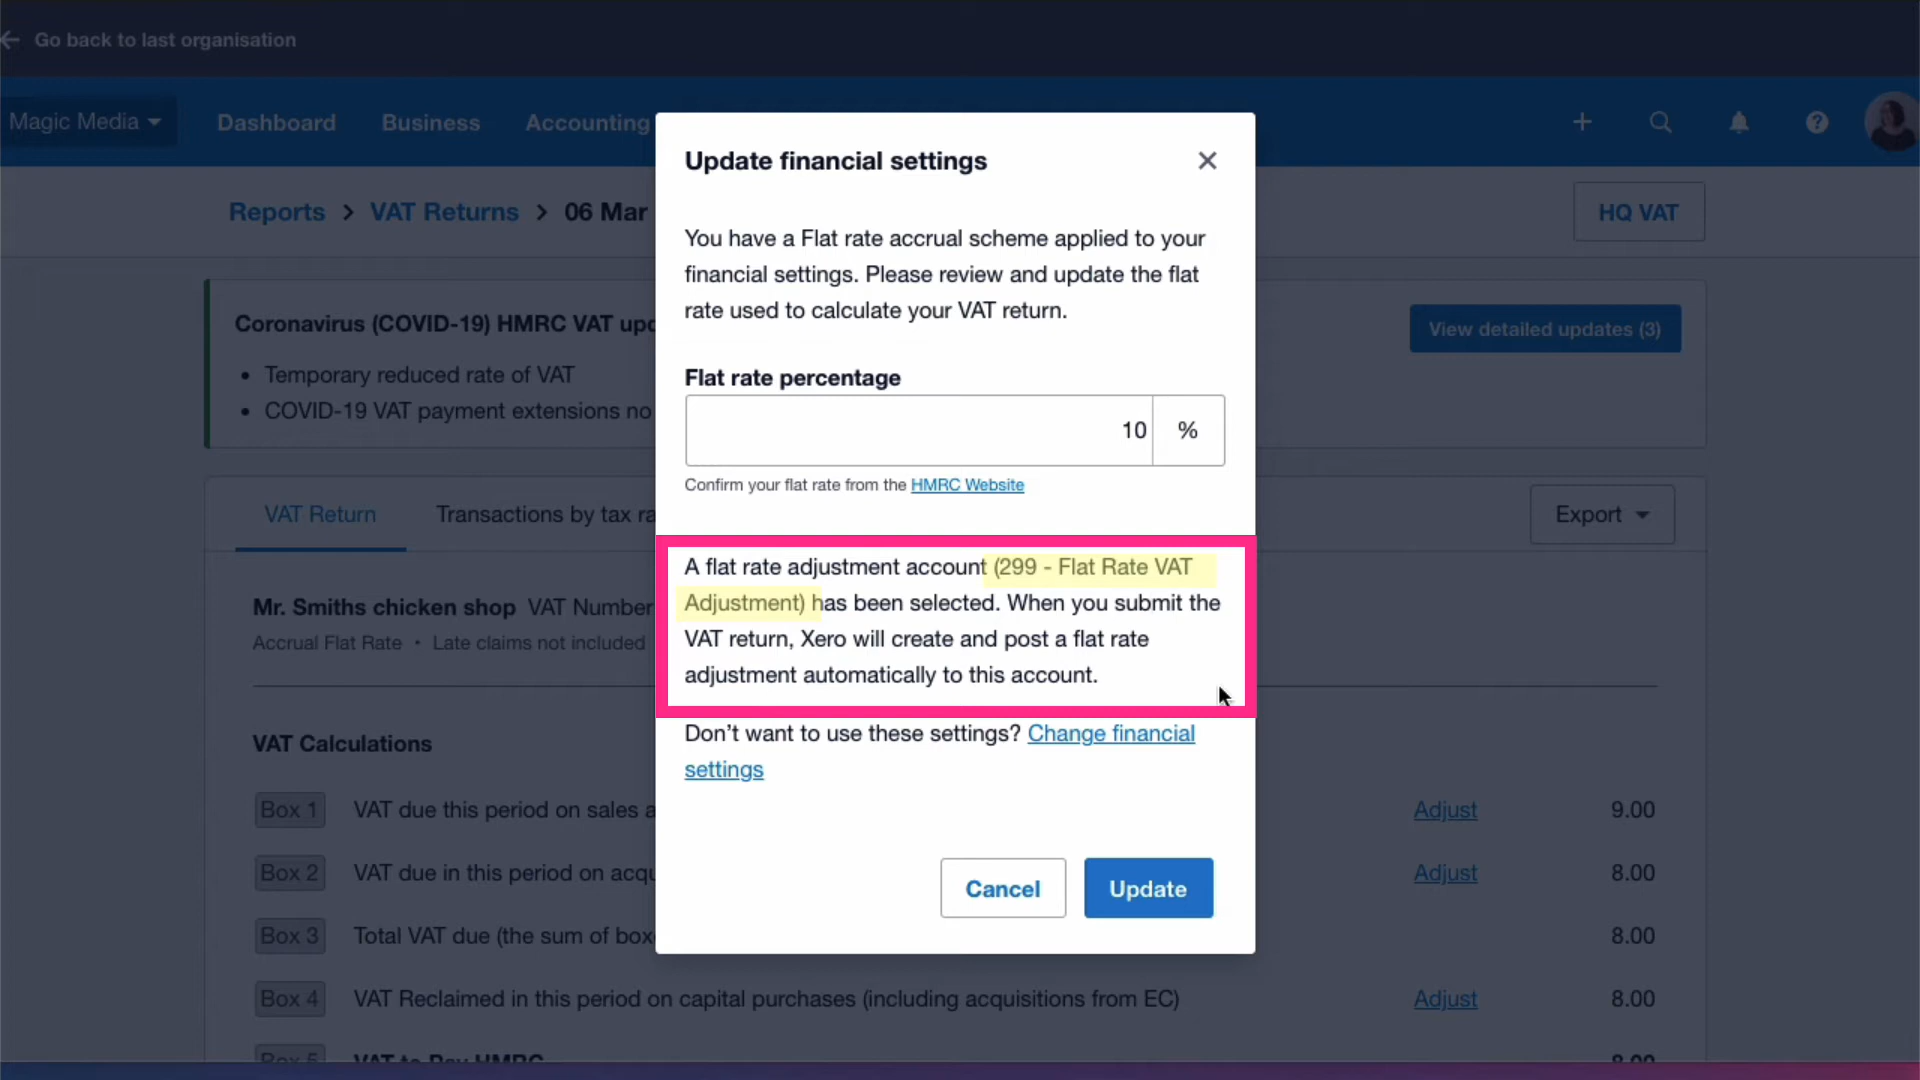 Go back to last organisation
Magic Media
Dashboard
Business
Accounting
Update financial settings
Reports > VAT Returns > 06 Mar
HQ VAT
You have a Flat rate accrual scheme applied to your
financial settings. Please review and update the flat
rate used to calculate your VAT return.
Coronavirus (COVID-19) HMRC VAT upd
View detailed updates (3)
• Temporary reduced rate of VAT
• COVID-19 VAT payment extensions no
Flat rate percentage
10 %
Confirm your flat rate from the HMRC Website
VAT Return
Transactions by tax ra
Export
A flat rate adjustment account (299 - Flat Rate VAT
Adjustment) has been selected. When you submit the
VAT return, Xero will create and post a flat rate
adjustment automatically to this account.
Mr. Smiths chicken shop VAT Number
Accrual Flat Rate • Late claims not included
Don't want to use these settings? Change financial
settings
VAT Calculations
Box 1 VAT due this period on sales a Adjust 9.00
Box 2 VAT due in this period on acqu Adjust 8.00
Cancel
Update
Box 3 Total VAT due (the sum of boxe 8.00
Box 4 VAT Reclaimed in this period on capital purchases (including acquisitions from EC) Adjust 8.00
Box 5 VAT to Pay HMRC 8.00